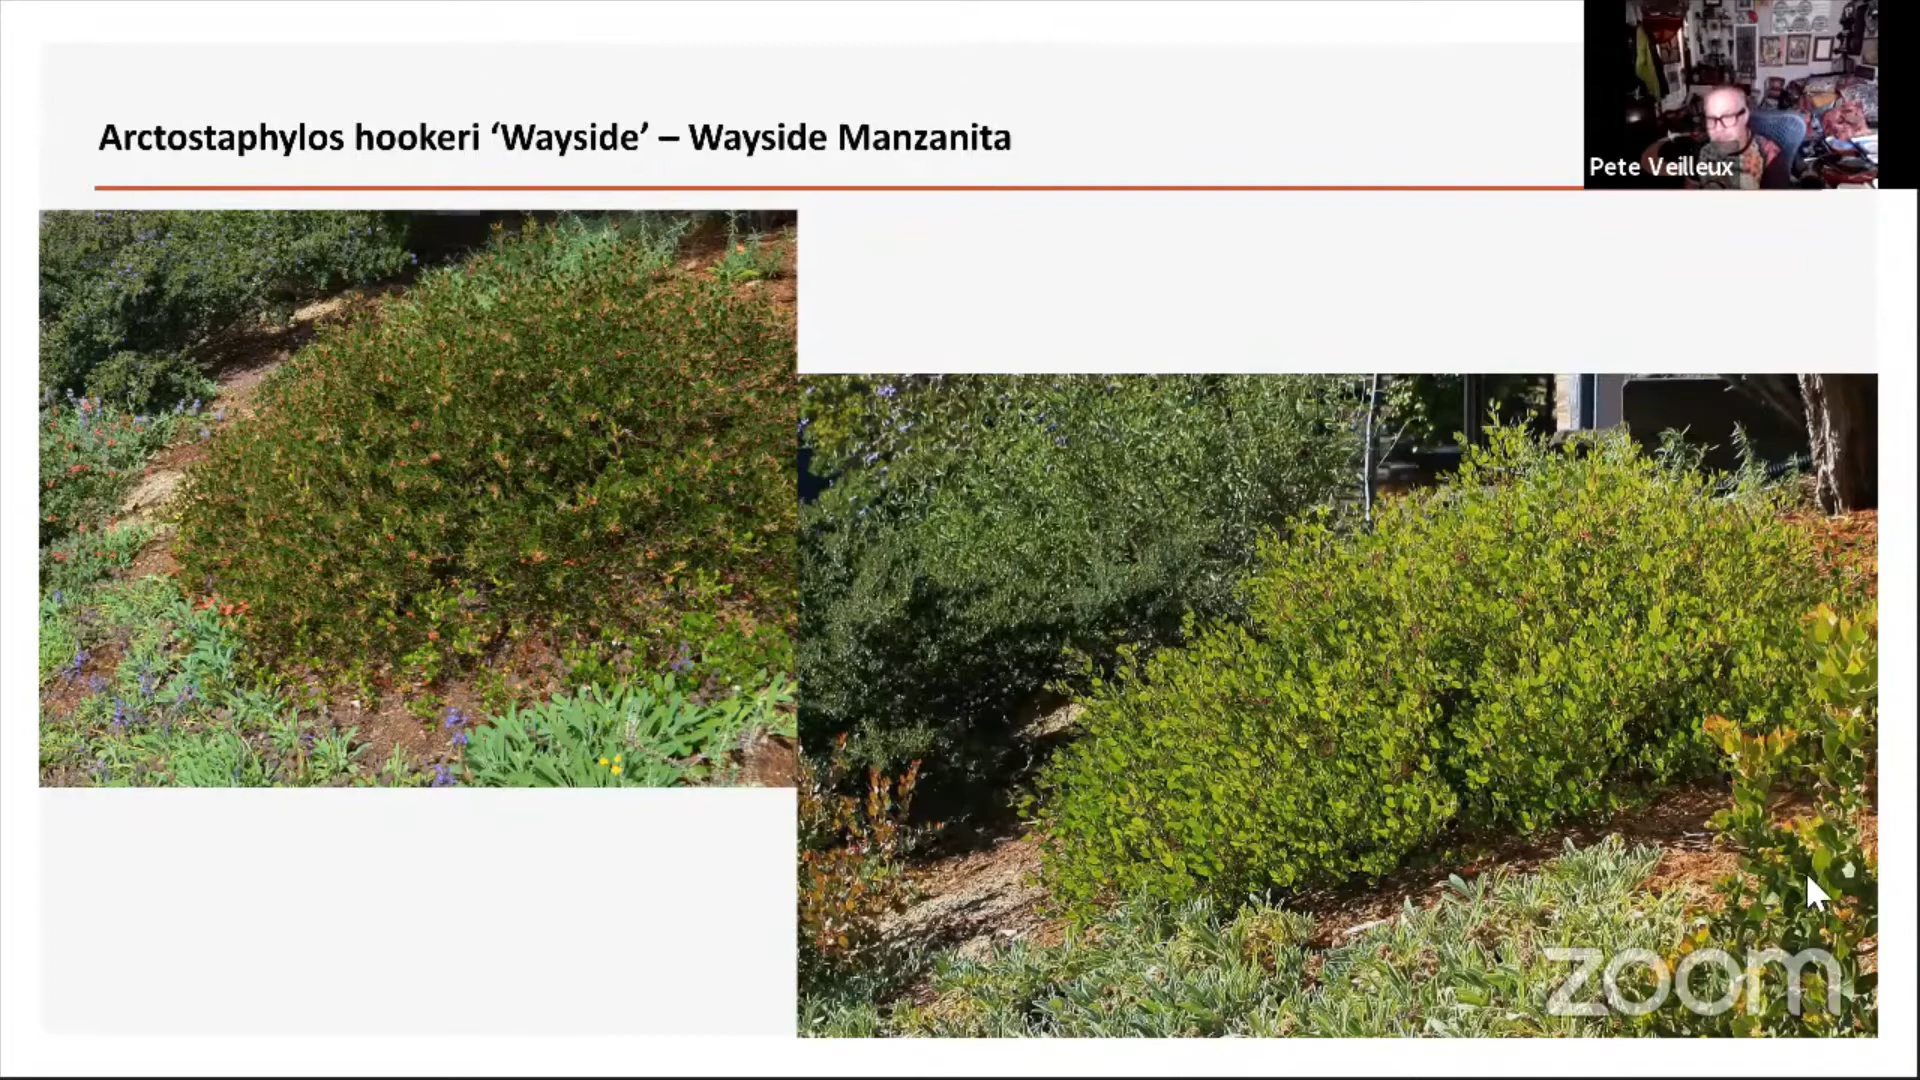 Arctostaphylos hookeri ‘Wayside’ – Wayside Manzanita
Pete Veilleux
zoom